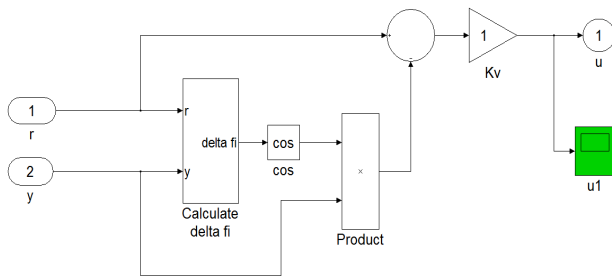 +
-
1
Kv
1
u
1
r
r
y
delta fi
Calculate
delta fi
cos
cos
×
Product
2
y
u1